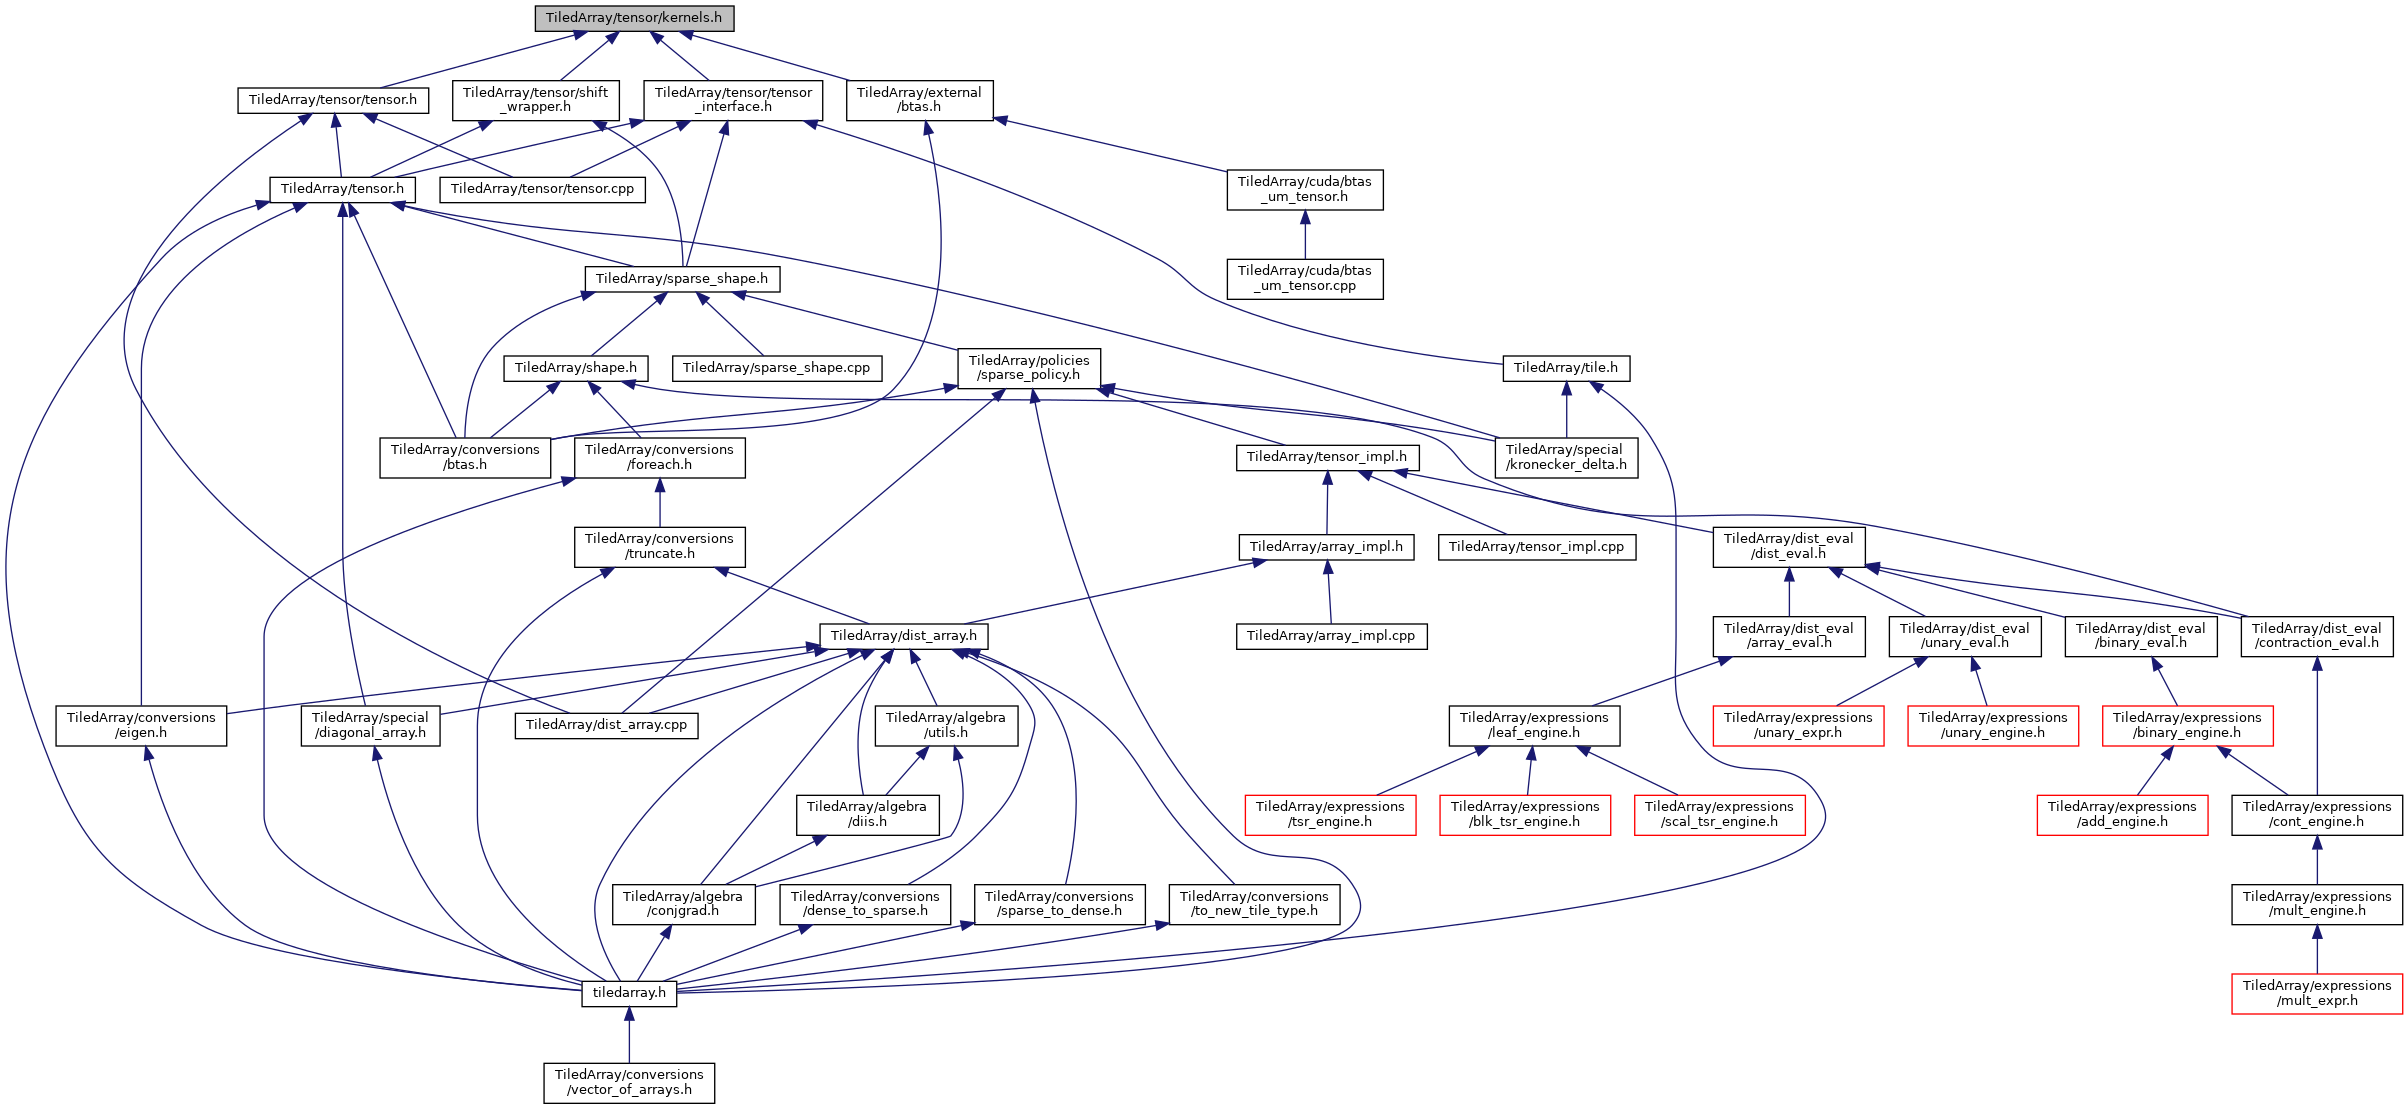 TiledArray/tensor/kernels.h
TiledArray/tensor/tensor.h
TiledArray/tensor/shift
_wrapper.h
TiledArray/tensor/tensor
_interface.h
TiledArray/external
/btas.h
TiledArray/tensor.h
TiledArray/tensor/tensor.cpp
TiledArray/cuda/btas
_um_tensor.h
TiledArray/sparse_shape.h
TiledArray/cuda/btas
_um_tensor.cpp
TiledArray/shape.h
TiledArray/sparse_shape.cpp
TiledArray/policies
/sparse_policy.h
TiledArray/tile.h
TiledArray/conversions
/btas.h
TiledArray/conversions
/foreach.h
TiledArray/tensor_impl.h
TiledArray/special
/kronecker_delta.h
TiledArray/conversions
/truncate.h
TiledArray/array_impl.h
TiledArray/tensor_impl.cpp
TiledArray/dist_eval
/dist_eval.h
TiledArray/dist_array.h
TiledArray/array_impl.cpp
TiledArray/dist_eval
/array_eval.h
TiledArray/dist_eval
/unary_eval.h
TiledArray/dist_eval
/binary_eval.h
TiledArray/dist_eval
/contraction_eval.h
TiledArray/conversions
/eigen.h
TiledArray/special
/diagonal_array.h
TiledArray/dist_array.cpp
TiledArray/algebra
/utils.h
TiledArray/expressions
/leaf_engine.h
TiledArray/expressions
/unary_expr.h
TiledArray/expressions
/unary_engine.h
TiledArray/expressions
/binary_engine.h
TiledArray/algebra
/diis.h
TiledArray/expressions
/tsr_engine.h
TiledArray/expressions
/blk_tsr_engine.h
TiledArray/expressions
/scal_tsr_engine.h
TiledArray/expressions
/add_engine.h
TiledArray/expressions
/cont_engine.h
TiledArray/algebra
/conjgrad.h
TiledArray/conversions
/dense_to_sparse.h
TiledArray/conversions
/sparse_to_dense.h
TiledArray/conversions
/to_new_tile_type.h
TiledArray/expressions
/mult_engine.h
tiledarray.h
TiledArray/expressions
/mult_expr.h
TiledArray/conversions
/vector_of_arrays.h